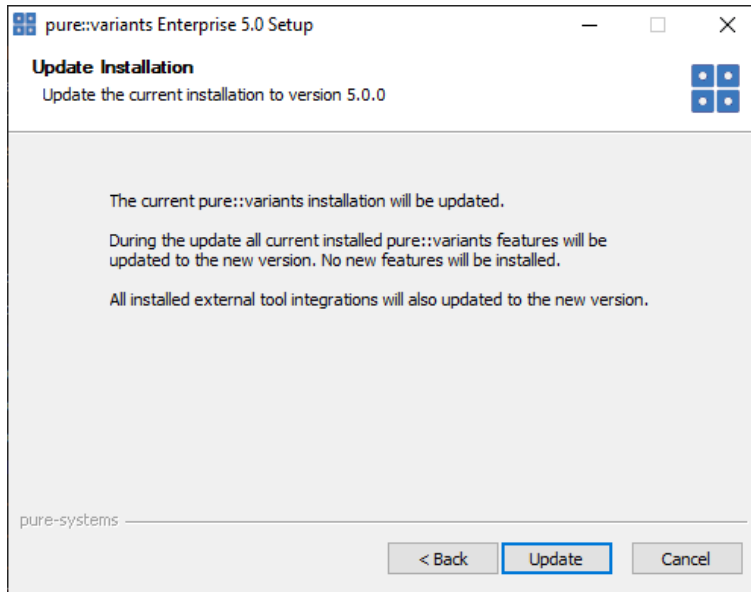 pure::variants Enterprise 5.0 Setup
Update Installation
Update the current installation to version 5.0.0
The current pure::variants installation will be updated.
During the update all current installed pure::variants features will be
updated to the new version. No new features will be installed.
All installed external tool integrations will also updated to the new version.
pure-systems
< Back
Update
Cancel